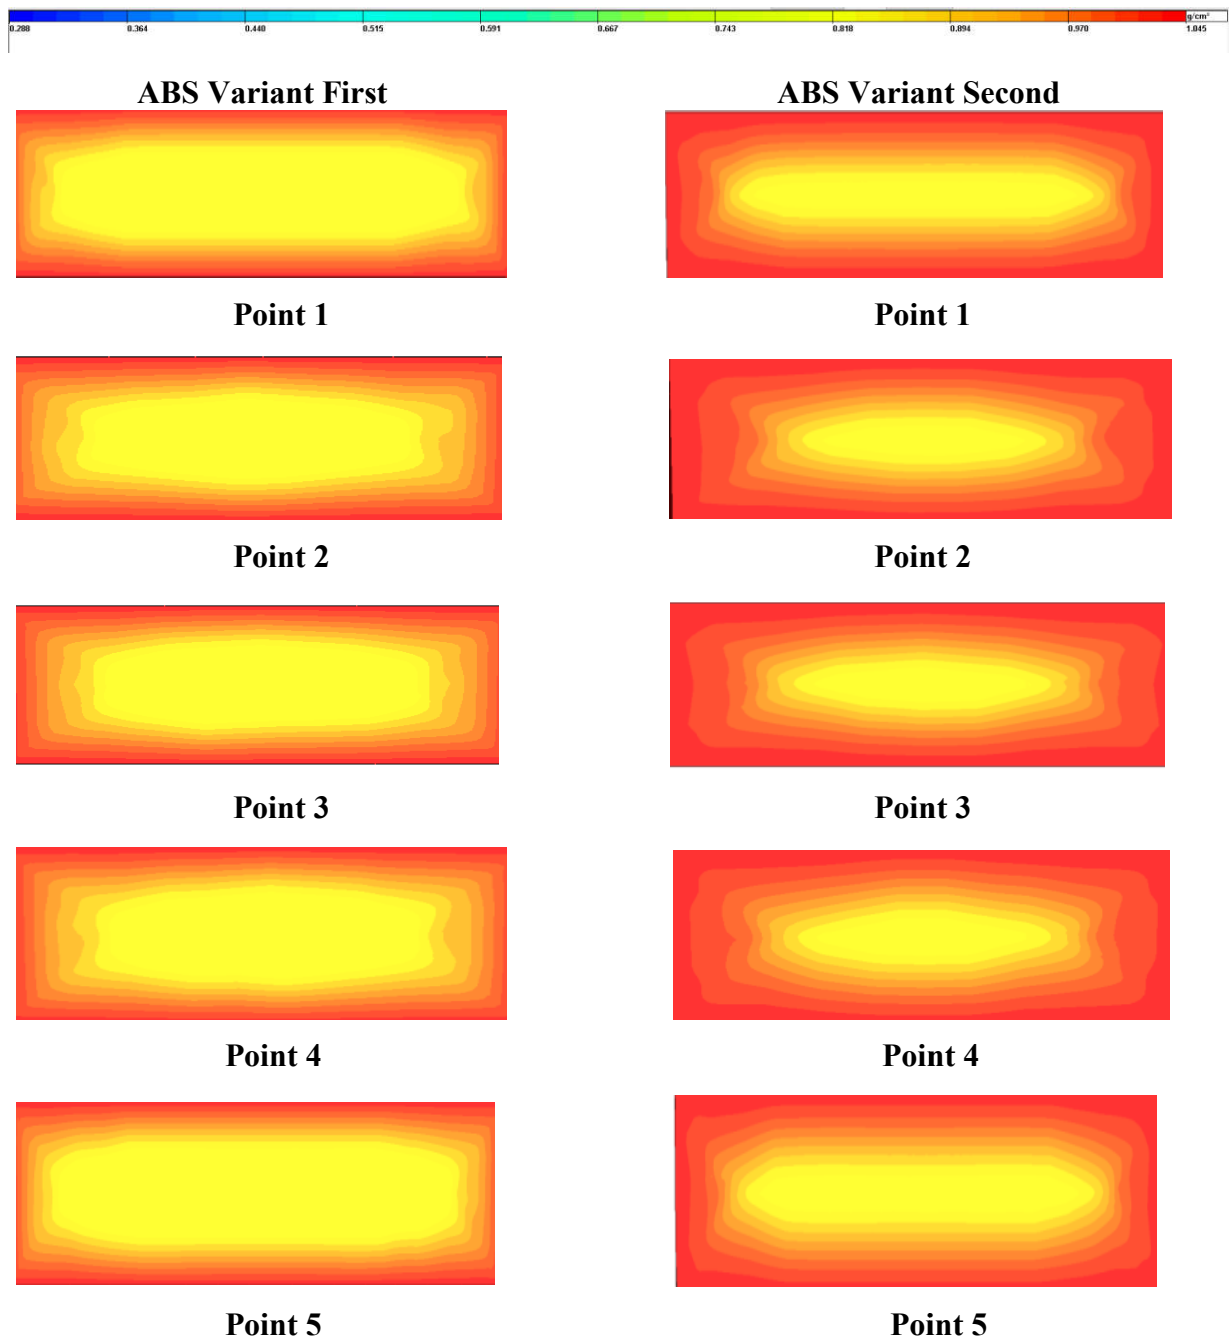 g/cm³
0.288 0.364 0.440 0.515 0.591 0.667 0.743 0.818 0.894 0.970 1.045
ABS Variant First ABS Variant Second
Point 1 Point 1
Point 2 Point 2
Point 3 Point 3
Point 4 Point 4
Point 5 Point 5